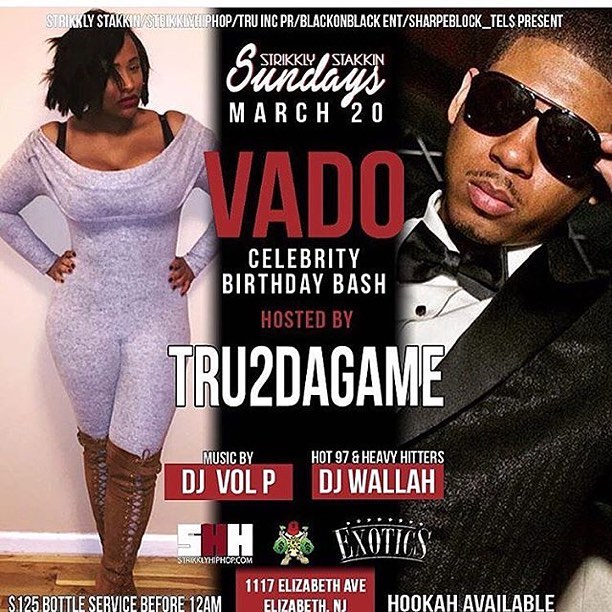 STRIKKLY STAKKIN/STRIKKLYHIPHOP/TRU INC PR/BLACKONBLACK ENT/SHARPEBLOCK_TEL$ PRESENT
STRIKKLY STAKKIN
Sundays
MARCH 20
VADO
CELEBRITY
BIRTHDAY BASH
HOSTED BY
TRU2DAGAME
MUSIC BY
DJ VOL P
HOT 97 & HEAVY HITTERS
DJ WALLAH
SHH
STRIKKLYHIPHOP.COM
EXOTICS
1117 ELIZABETH AVE
ELIZABETH, NJ
$125 BOTTLE SERVICE BEFORE 12AM
HOOKAH AVAILABLE